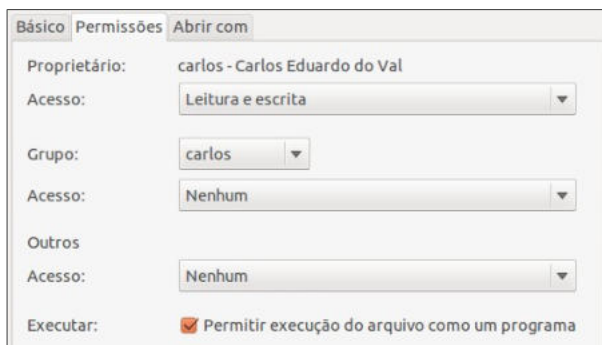 Básico Permissões Abrir com
Proprietário: carlos - Carlos Eduardo do Val
Acesso: Leitura e escrita
Grupo: carlos
Acesso: Nenhum
Outros
Acesso: Nenhum
Executar: Permitir execução do arquivo como um programa